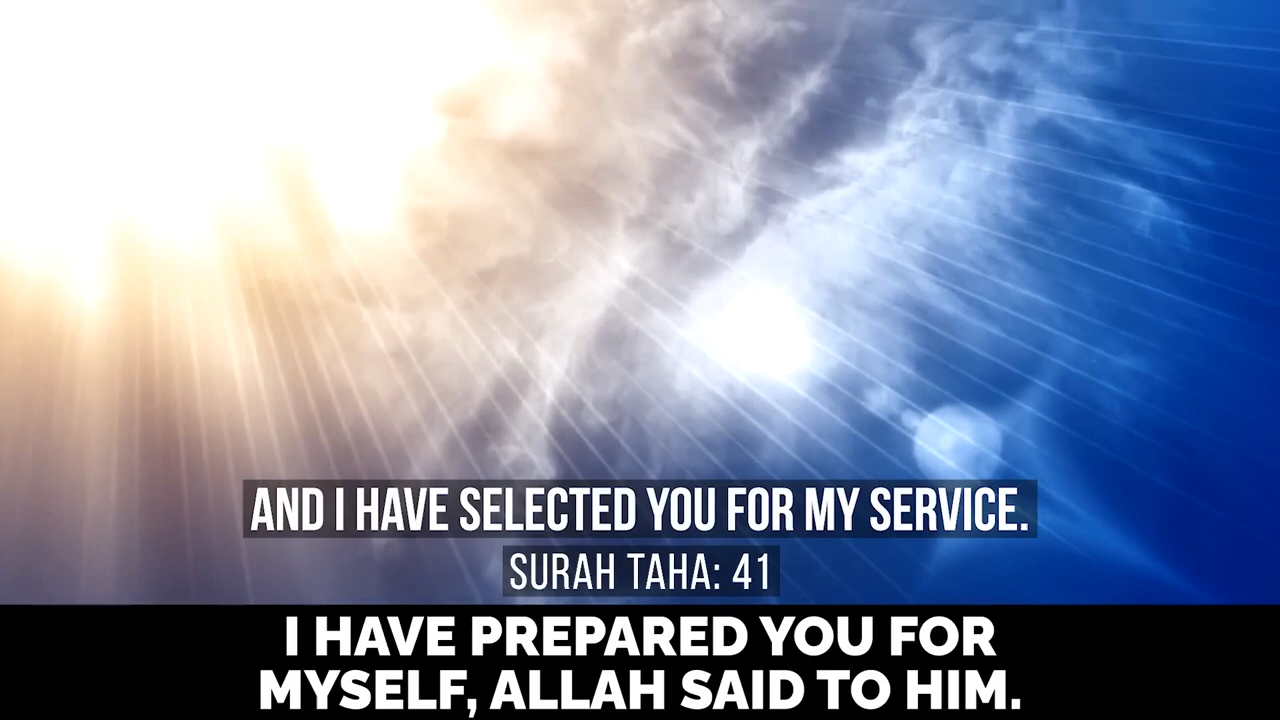 AND I HAVE SELECTED YOU FOR MY SERVICE.
SURAH TAHA: 41
I HAVE PREPARED YOU FOR
MYSELF, ALLAH SAID TO HIM.